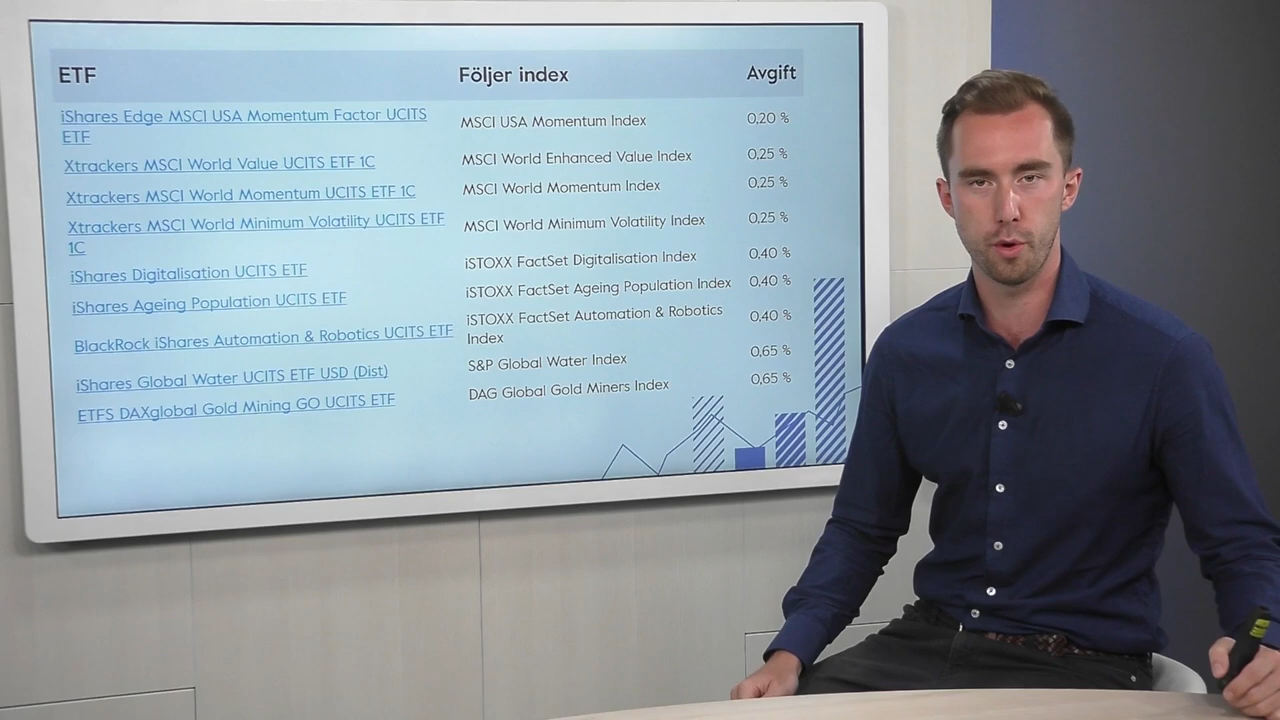 ETF Följer index Avgift
iShares Edge MSCI USA Momentum Factor UCITS
ETF
MSCI USA Momentum Index 0,20 %
Xtrackers MSCI World Value UCITS ETF 1C MSCI World Enhanced Value Index 0,25 %
Xtrackers MSCI World Momentum UCITS ETF 1C MSCI World Momentum Index 0,25 %
Xtrackers MSCI World Minimum Volatility UCITS ETF
1C
MSCI World Minimum Volatility Index 0,25 %
iShares Digitalisation UCITS ETF iSTOXX FactSet Digitalisation Index 0,40 %
iShares Ageing Population UCITS ETF iSTOXX FactSet Ageing Population Index 0,40 %
BlackRock iShares Automation & Robotics UCITS ETF
iSTOXX FactSet Automation & Robotics
Index
0,40 %
iShares Global Water UCITS ETF USD (Dist) S&P Global Water Index 0,65 %
ETFS DAXglobal Gold Mining GO UCITS ETF DAG Global Gold Miners Index 0,65 %